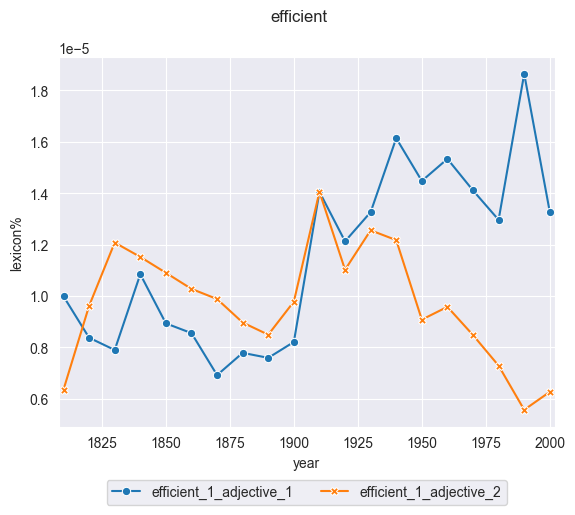 efficient
1e−5
1.8
1.6
1.4
1.2
1.0
0.8
0.6
lexicon%
1825 1850 1875 1900 1925 1950 1975 2000
year
efficient_1_adjective_1 efficient_1_adjective_2